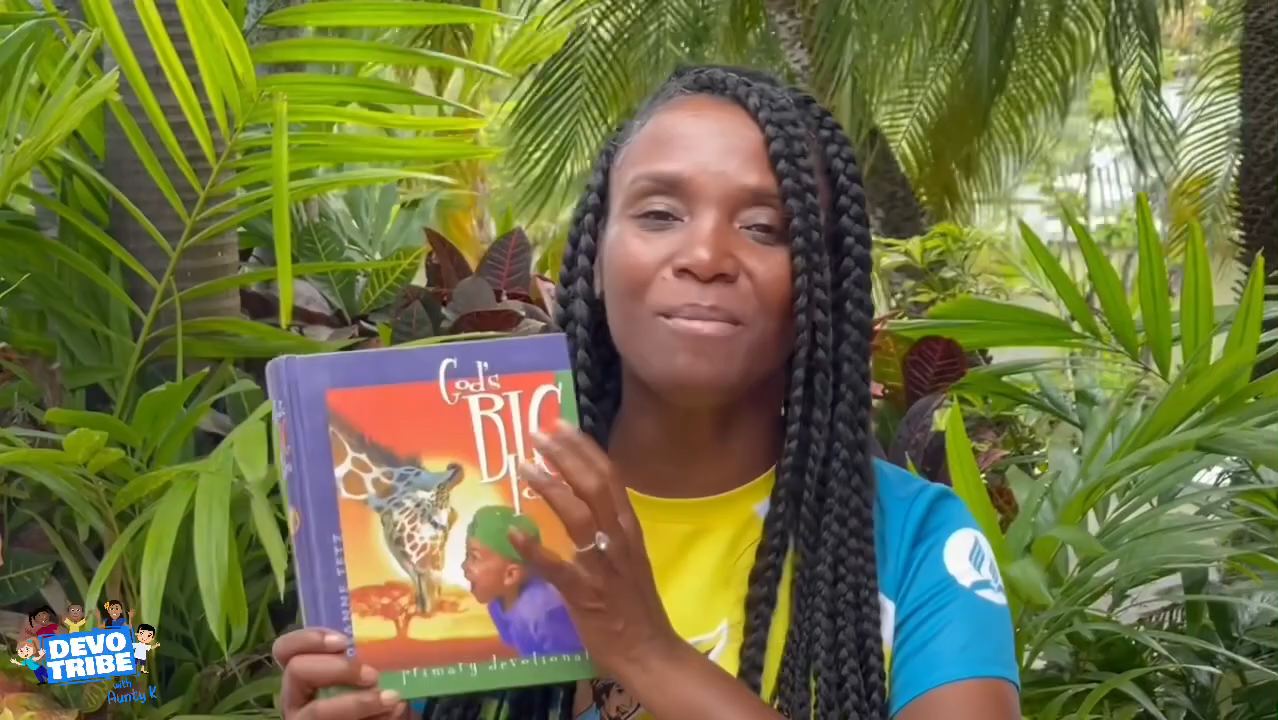 God's
BIG
primary devotional
DEVO
TRIBE
with
Aunty K